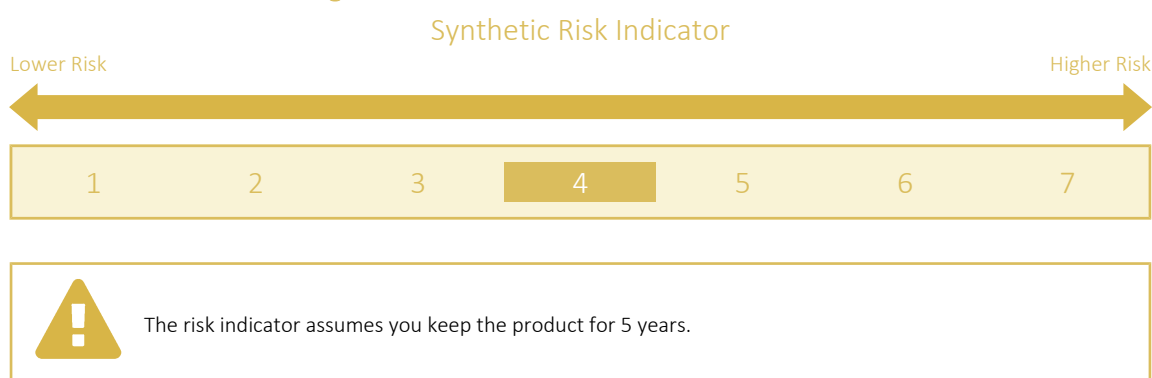 Synthetic Risk Indicator
Lower Risk Higher Risk
1 2 3 4 5 6 7
The risk indicator assumes you keep the product for 5 years.